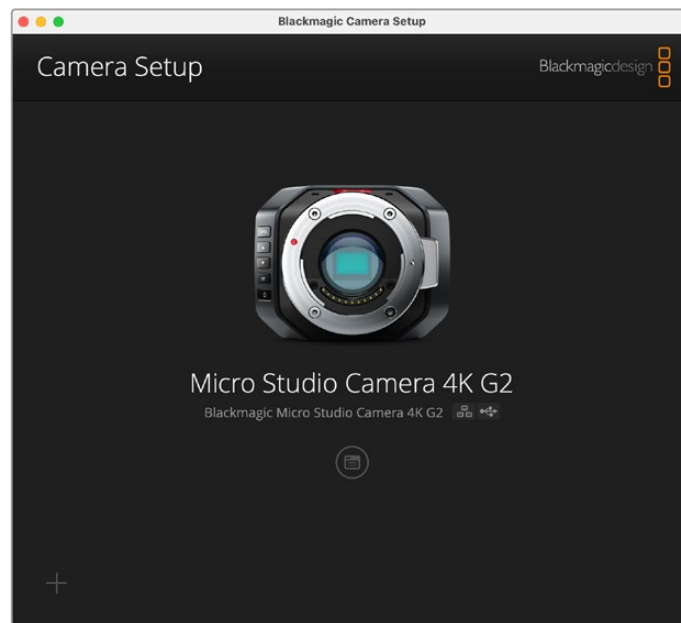 Blackmagic Camera Setup
Camera Setup
Blackmagicdesign
Micro Studio Camera 4K G2
Blackmagic Micro Studio Camera 4K G2